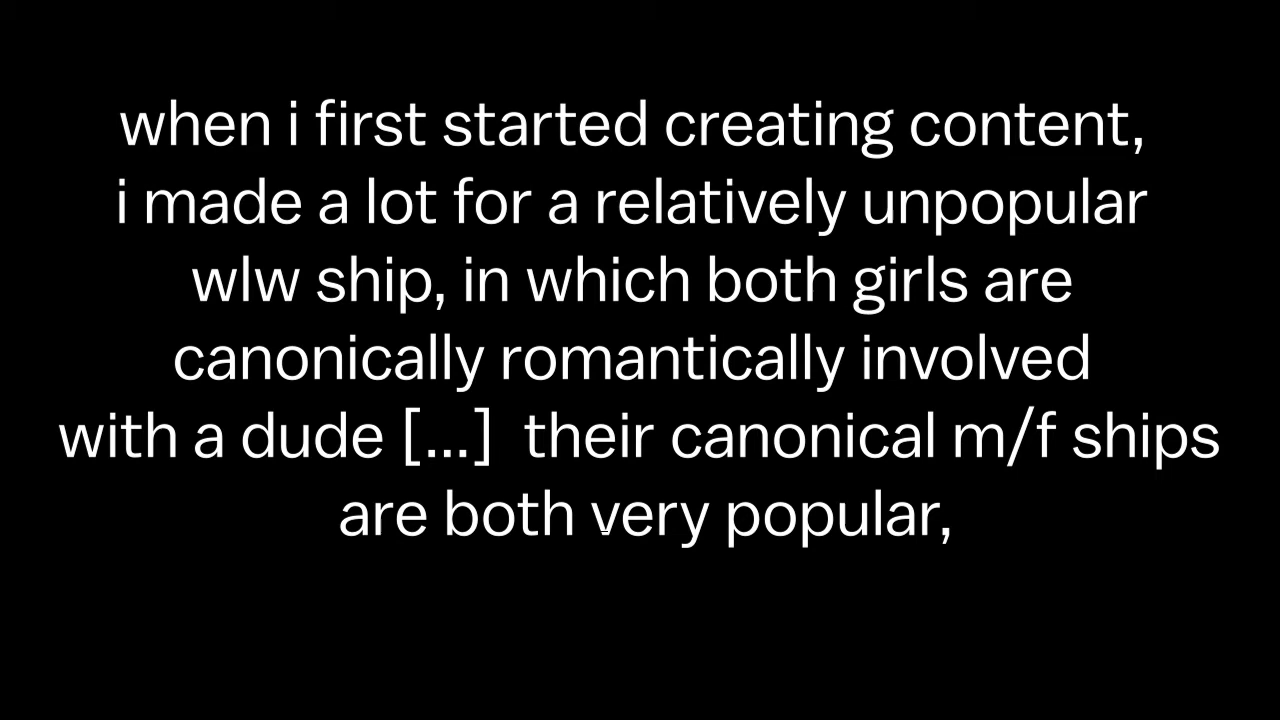 when i first started creating content,
i made a lot for a relatively unpopular
wlw ship, in which both girls are
canonically romantically involved
with a dude [...] their canonical m/f ships
are both very popular,